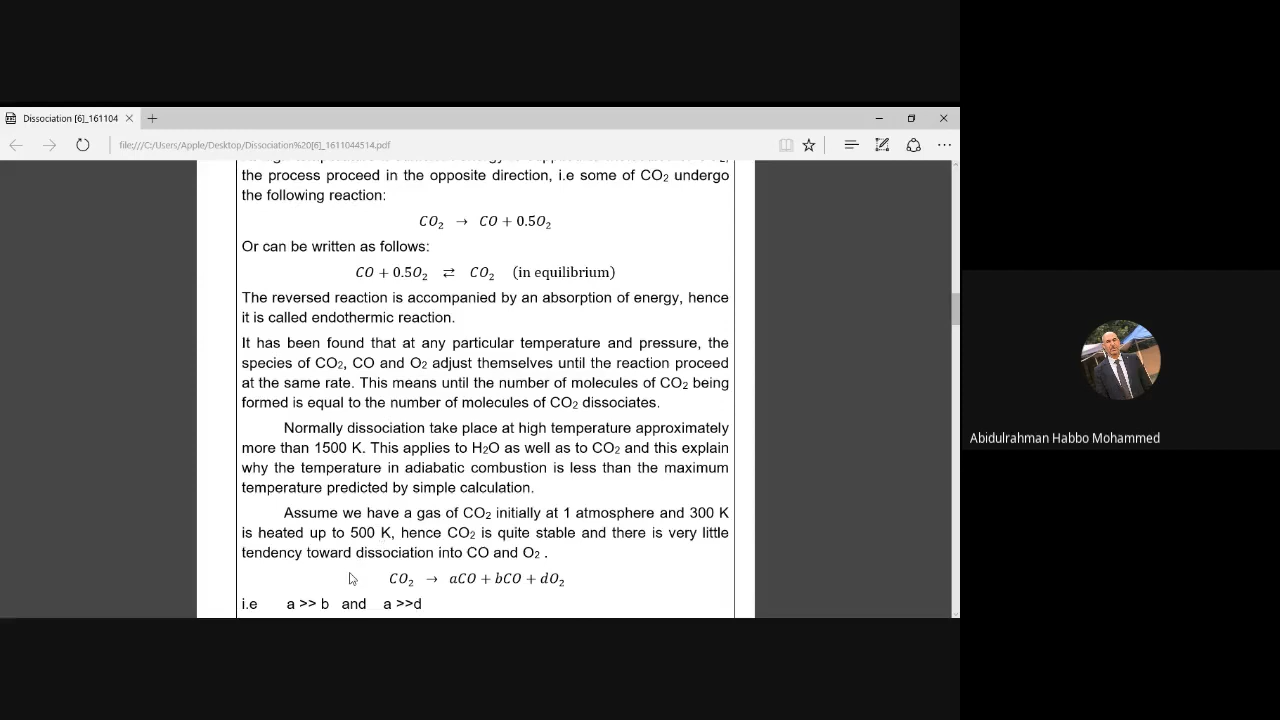 Dissociation [6]_161104
file:///C:/Users/Apple/Desktop/Dissociation%20[6]_1611044514.pdf
the process proceed in the opposite direction, i.e some of CO₂ undergo
the following reaction:
CO₂ → CO + 0.5O₂
Or can be written as follows:
CO + 0.5O₂ ⇄ CO₂ (in equilibrium)
The reversed reaction is accompanied by an absorption of energy, hence
it is called endothermic reaction.
It has been found that at any particular temperature and pressure, the
species of CO₂, CO and O₂ adjust themselves until the reaction proceed
at the same rate. This means until the number of molecules of CO₂ being
formed is equal to the number of molecules of CO₂ dissociates.
Normally dissociation take place at high temperature approximately
more than 1500 K. This applies to H₂O as well as to CO₂ and this explain
why the temperature in adiabatic combustion is less than the maximum
temperature predicted by simple calculation.
Assume we have a gas of CO₂ initially at 1 atmosphere and 300 K
is heated up to 500 K, hence CO₂ is quite stable and there is very little
tendency toward dissociation into CO and O₂ .
CO₂ → aCO + bCO + dO₂
i.e a >> b and a >>d
Abidulrahman Habbo Mohammed